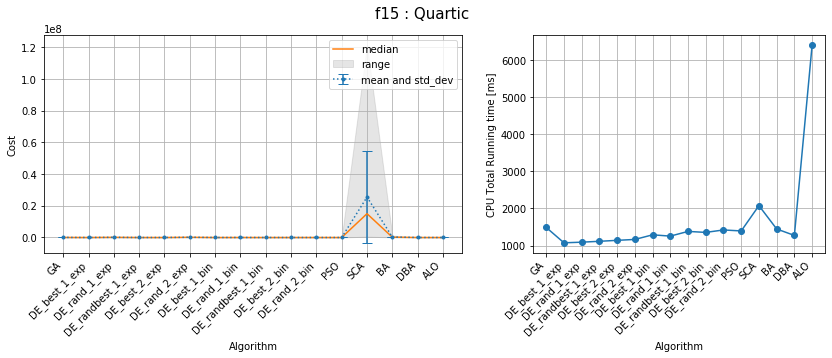 f15 : Quartic
1e8
1.2
1.0
0.8
0.6
0.4
0.2
0.0
Cost
median
range
mean and std_dev
GA
DE_best_1_exp
DE_rand_1_exp
DE_randbest_1_exp
DE_best_2_exp
DE_rand_2_exp
DE_best_1_bin
DE_rand_1_bin
DE_randbest_1_bin
DE_best_2_bin
DE_rand_2_bin
PSO
SCA
BA
DBA
ALO
Algorithm
6000
5000
4000
3000
2000
1000
CPU Total Running time [ms]
GA
DE_best_1_exp
DE_rand_1_exp
DE_randbest_1_exp
DE_best_2_exp
DE_rand_2_exp
DE_best_1_bin
DE_rand_1_bin
DE_randbest_1_bin
DE_best_2_bin
DE_rand_2_bin
PSO
SCA
BA
DBA
ALO
Algorithm